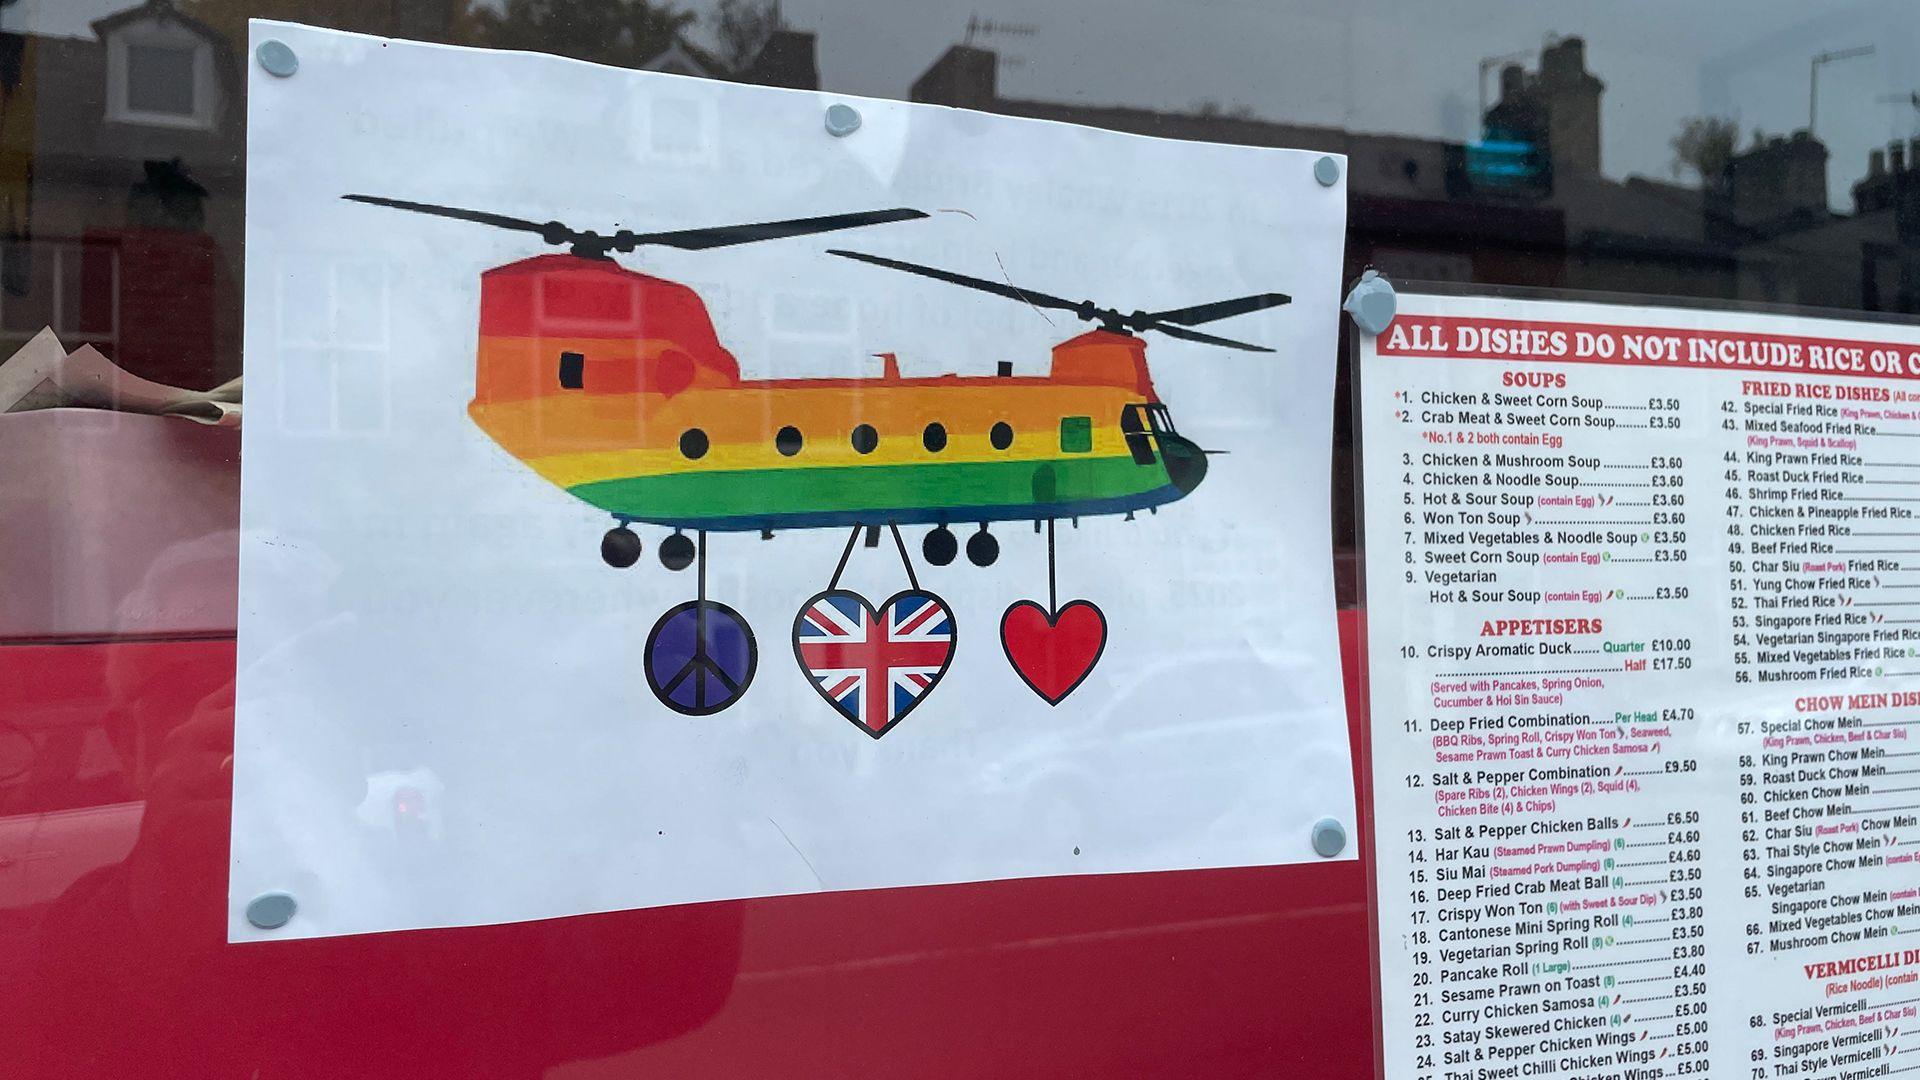 ALL DISHES DO NOT INCLUDE RICE OR
SOUPS
*1. Chicken & Sweet Corn Soup........... £3.50
*2. Crab Meat & Sweet Corn Soup........ £3.50
*No.1 & 2 both contain Egg
3. Chicken & Mushroom Soup ............ £3.60
4. Chicken & Noodle Soup................... £3.60
5. Hot & Sour Soup (contain Egg) ......... £3.60
6. Won Ton Soup ............................... £3.60
7. Mixed Vegetables & Noodle Soup £3.50
8. Sweet Corn Soup (contain Egg) ........... £3.50
9. Vegetarian
Hot & Sour Soup (contain Egg) ....... £3.50
APPETISERS
10. Crispy Aromatic Duck....... Quarter £10.00
Half £17.50
(Served with Pancakes, Spring Onion,
Cucumber & Hoi Sin Sauce)
11. Deep Fried Combination...... Per Head £4.70
(BBQ Ribs, Spring Roll, Crispy Won Ton, Seaweed,
Sesame Prawn Toast & Curry Chicken Samosa)
12. Salt & Pepper Combination ........... £9.50
(Spare Ribs (2), Chicken Wings (2), Squid (4),
Chicken Bite (4) & Chips)
13. Salt & Pepper Chicken Balls ......... £6.50
14. Har Kau (Steamed Prawn Dumpling) (6)........... £4.60
15. Siu Mai (Steamed Pork Dumpling) (6)............. £4.60
16. Deep Fried Crab Meat Ball (4)........... £3.50
17. Crispy Won Ton (6) (with Sweet & Sour Dip) £3.50
18. Cantonese Mini Spring Roll (4).......... £3.80
19. Vegetarian Spring Roll (8) ............... £3.50
20. Pancake Roll (1 Large)......................... £3.80
21. Sesame Prawn on Toast (8) .............. £4.40
22. Curry Chicken Samosa (4) .............. £3.50
23. Satay Skewered Chicken (4) ........... £5.00
24. Salt & Pepper Chicken Wings ........ £5.00
Thai Sweet Chilli Chicken Wings .. £5.00
Wings... £5.00
FRIED RICE DISHES
42. Special Fried Rice (King Prawn, Chicken &
43. Mixed Seafood Fried Rice
(King Prawn, Squid & Scallop)
44. King Prawn Fried Rice
45. Roast Duck Fried Rice
46. Shrimp Fried Rice
47. Chicken & Pineapple Fried Rice
48. Chicken Fried Rice
49. Beef Fried Rice
50. Char Siu (Roast Pork) Fried Rice
51. Yung Chow Fried Rice
52. Thai Fried Rice
53. Singapore Fried Rice
54. Vegetarian Singapore Fried Rice
55. Mixed Vegetables Fried Rice
56. Mushroom Fried Rice
CHOW MEIN
57. Special Chow Mein
(King Prawn, Chicken, Beef & Char Siu)
58. King Prawn Chow Mein
59. Roast Duck Chow Mein
60. Chicken Chow Mein
61. Beef Chow Mein
62. Char Siu (Roast Pork) Chow Mein
63. Thai Style Chow Mein
64. Singapore Chow Mein (contain
65. Vegetarian
Singapore Chow Mein (contain
66. Mixed Vegetables Chow Mein
67. Mushroom Chow Mein
VERMICELLI
(Rice Noodle) (contain
68. Special Vermicelli
(King Prawn, Chicken, Beef & Char Siu)
69. Singapore Vermicelli
70. Thai Style Vermicelli
Vermicelli